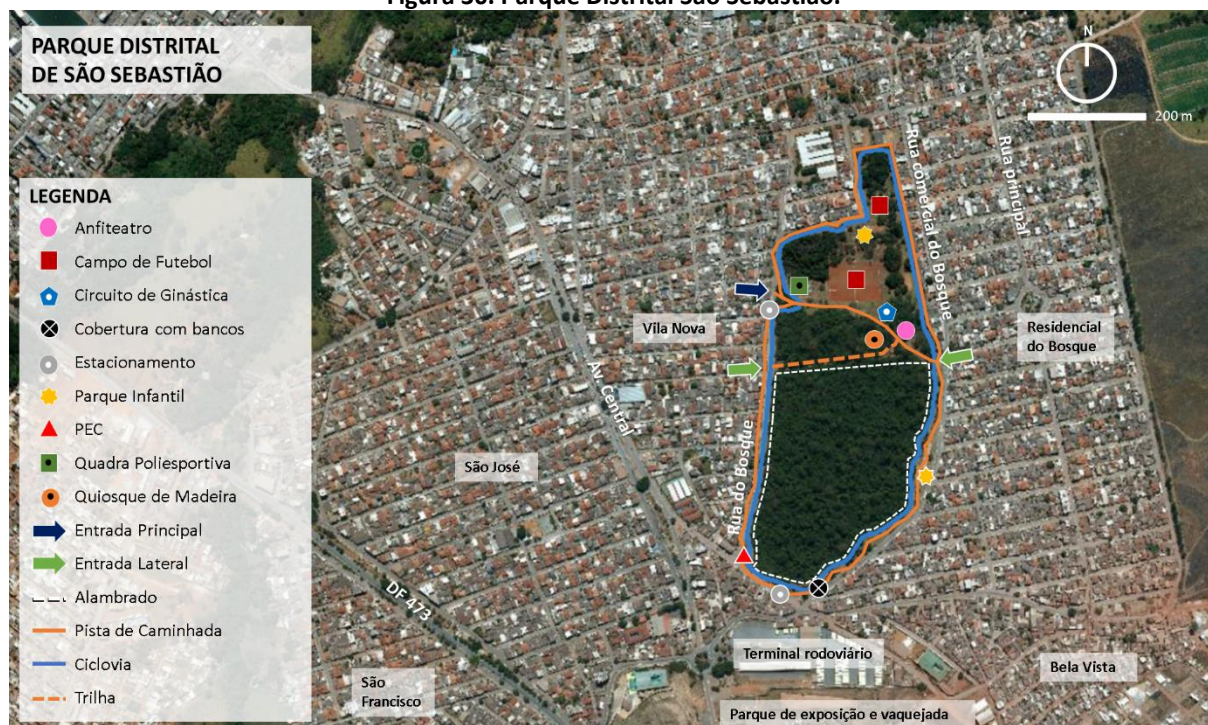 Figura 30. Parque Distrital São Sebastião.
PARQUE DISTRITAL
DE SÃO SEBASTIÃO
N
200 m
LEGENDA
Anfiteatro
Campo de Futebol
Circuito de Ginástica
Cobertura com bancos
Estacionamento
Parque Infantil
PEC
Quadra Poliesportiva
Quiosque de Madeira
Entrada Principal
Entrada Lateral
Alambrado
Pista de Caminhada
Ciclovia
Trilha
Rua comercial do Bosque
Rua principal
Vila Nova
Residencial
do Bosque
Av. Central
Rua do Bosque
São José
DF 473
São
Francisco
Terminal rodoviário
Bela Vista
Parque de exposição e vaquejada